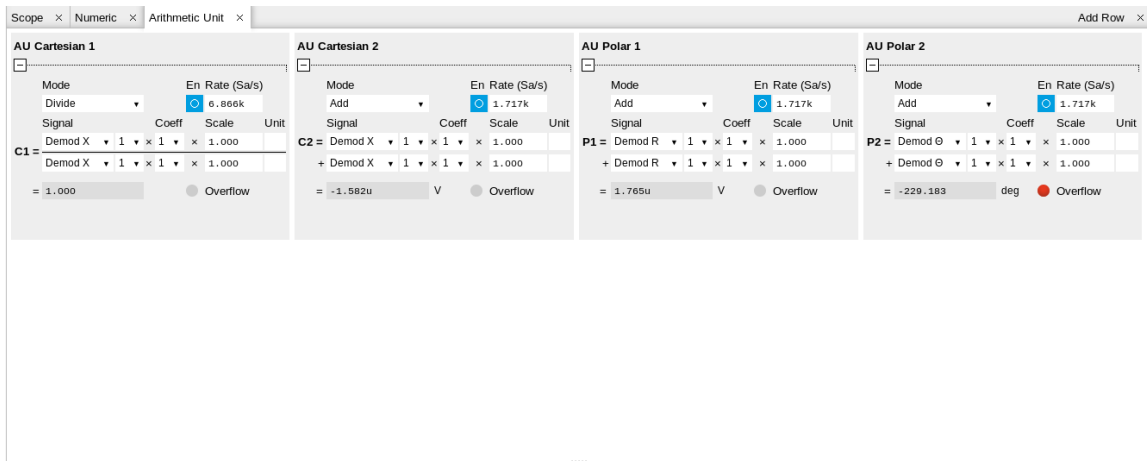 Scope × Numeric × Arithmetic Unit × Add Row ×
AU Cartesian 1
Mode En Rate (Sa/s)
Divide 6.866k
Signal Coeff Scale Unit
C1 =
Demod X 1 × 1 × 1.000
Demod X 1 × 1 × 1.000
= 1.000 Overflow
AU Cartesian 2
Mode En Rate (Sa/s)
Add 1.717k
Signal Coeff Scale Unit
C2 = Demod X 1 × 1 × 1.000
+ Demod X 1 × 1 × 1.000
= -1.582u V Overflow
AU Polar 1
Mode En Rate (Sa/s)
Add 1.717k
Signal Coeff Scale Unit
P1 = Demod R 1 × 1 × 1.000
+ Demod R 1 × 1 × 1.000
= 1.765u V Overflow
AU Polar 2
Mode En Rate (Sa/s)
Add 1.717k
Signal Coeff Scale Unit
P2 = Demod Θ 1 × 1 × 1.000
+ Demod Θ 1 × 1 × 1.000
= -229.183 deg Overflow